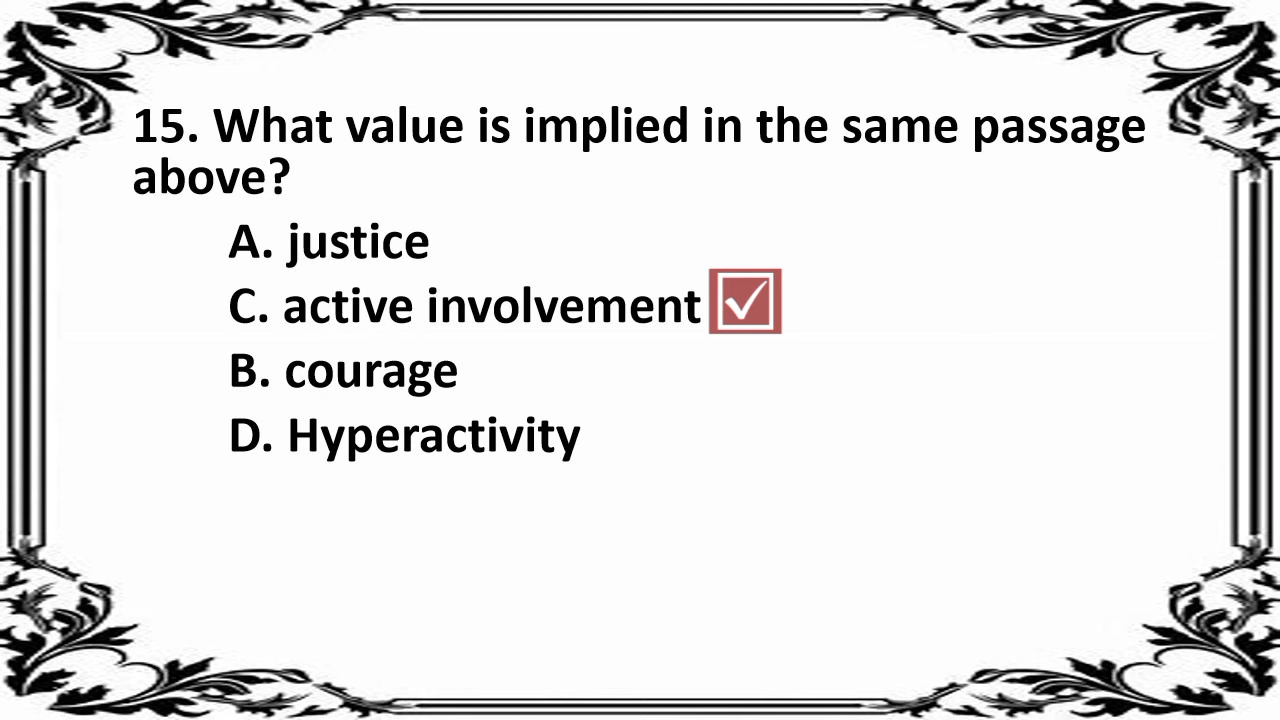 15. What value is implied in the same passage
above?
A. justice
C. active involvement
B. courage
D. Hyperactivity